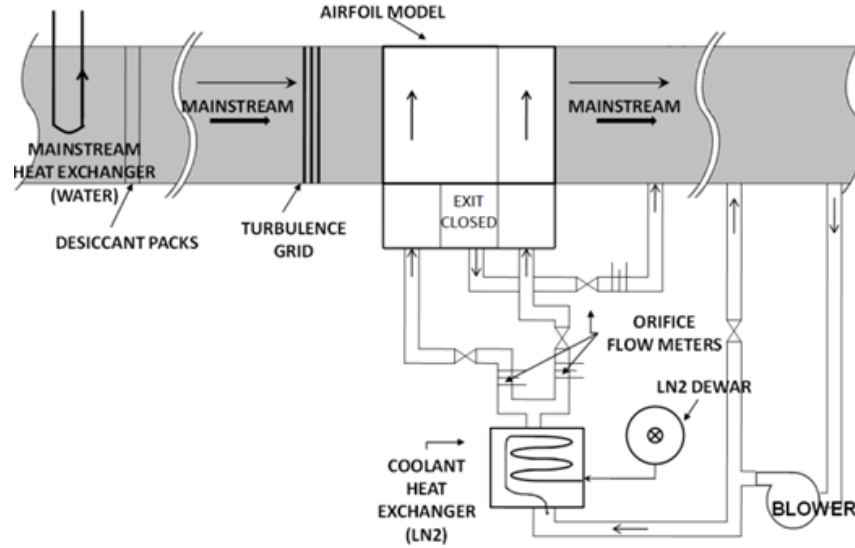 AIRFOIL MODEL
MAINSTREAM
MAINSTREAM
MAINSTREAM
HEAT EXCHANGER
(WATER)
DESICCANT PACKS
TURBULENCE
GRID
EXIT
CLOSED
ORIFICE
FLOW METERS
LN2 DEWAR
COOLANT
HEAT
EXCHANGER
(LN2)
BLOWER